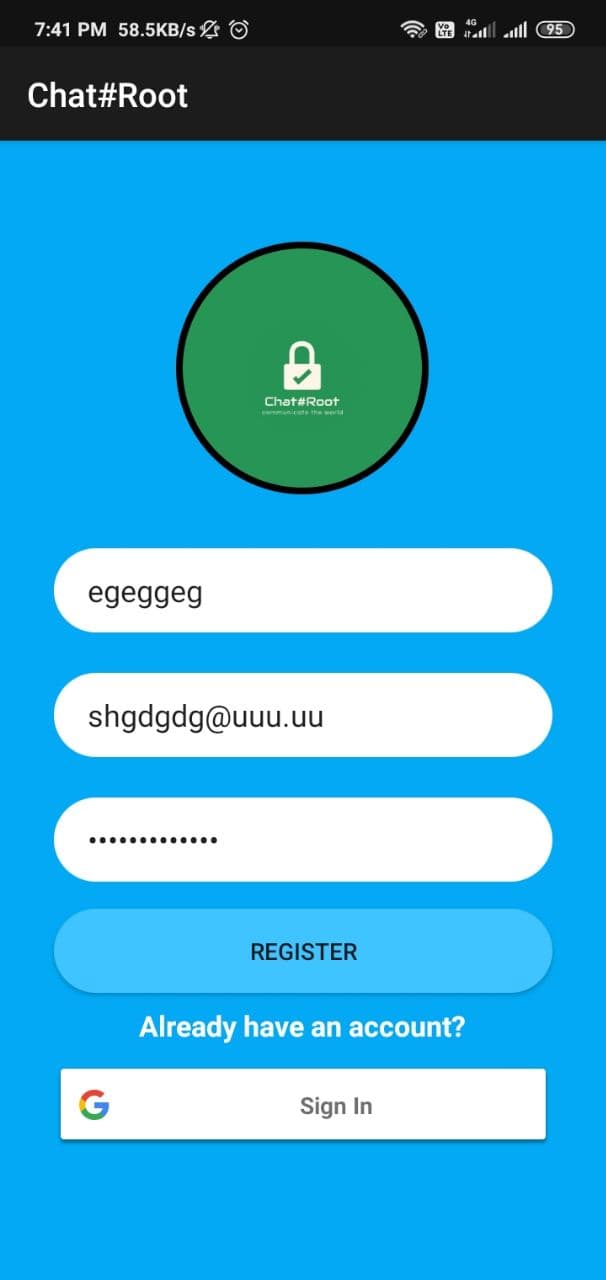 7:41 PM 58.5KB/s
Vo LTE
4G
95
Chat#Root
Chat#Root
communicate the world
egeggeg
shgdgdg@uuu.uu
•••••••••••••
REGISTER
Already have an account?
Sign In